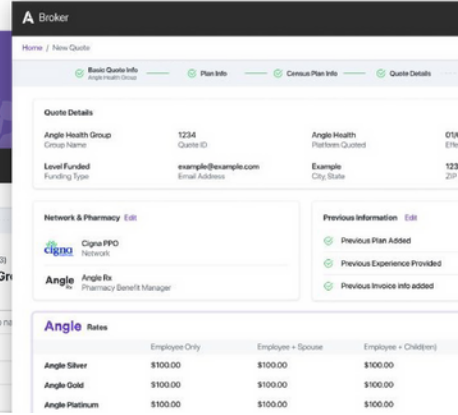 A Broker
Home / New Quote
Basic Quote Info
Angle Health Group
Plan Info
Census Plan Info
Quote Details
Quote Details
Angle Health Group 1234 Angle Health 01/
Group Name Quote ID Platform Quoted Effe
Level Funded example@example.com Example 123
Funding Type Email Address City, State ZIP
Network & Pharmacy Edit
Cigna PPO
cigna Network
Angle Rx
Angle Rx Pharmacy Benefit Manager
Previous Information Edit
Previous Plan Added
Previous Experience Provided
Previous Invoice info added
Angle Rates
Employee Only Employee + Spouse Employee + Child(ren)
Angle Silver $100.00 $100.00 $100.00
Angle Gold $100.00 $100.00 $100.00
Angle Platinum $100.00 $100.00 $100.00